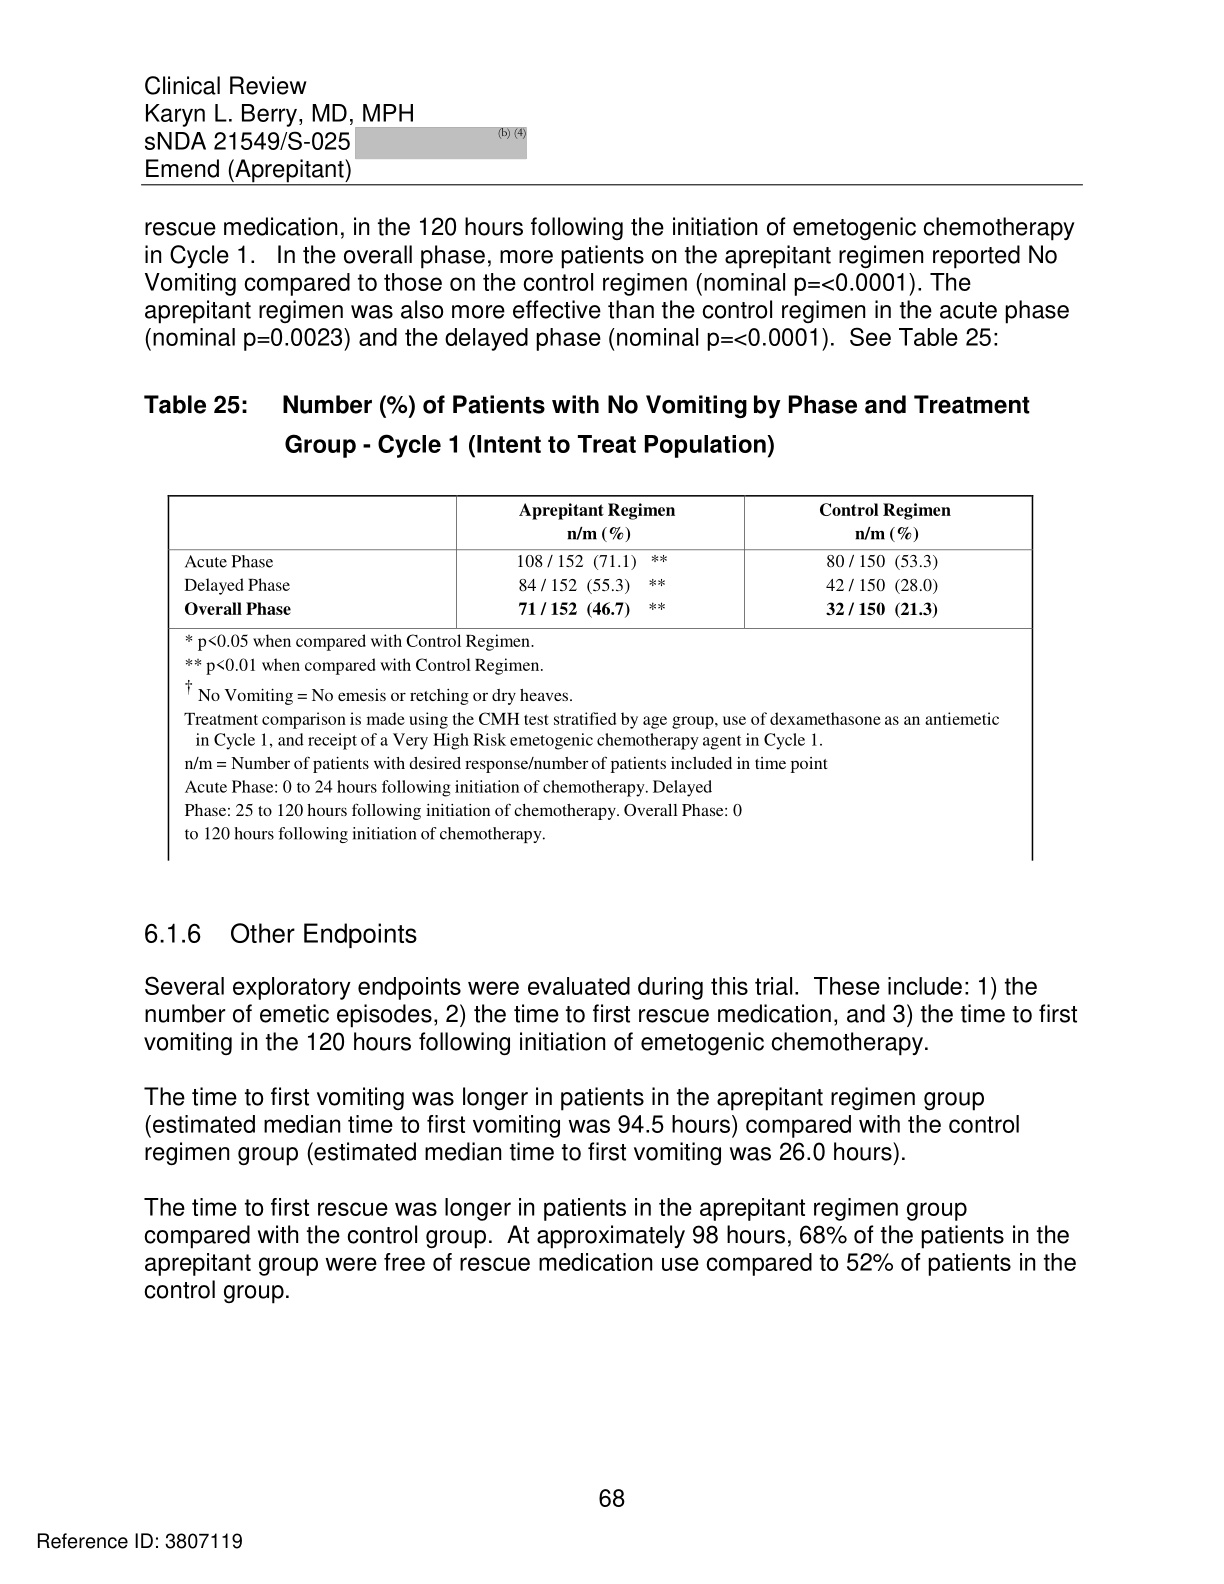 Clinical Review
Karyn L. Berry, MD, MPH
sNDA 21549/S-025 (b) (4)
Emend (Aprepitant)
rescue medication, in the 120 hours following the initiation of emetogenic chemotherapy
in Cycle 1. In the overall phase, more patients on the aprepitant regimen reported No
Vomiting compared to those on the control regimen (nominal p=<0.0001). The
aprepitant regimen was also more effective than the control regimen in the acute phase
(nominal p=0.0023) and the delayed phase (nominal p=<0.0001). See Table 25:
Table 25: Number (%) of Patients with No Vomiting by Phase and Treatment
Group - Cycle 1 (Intent to Treat Population)
Aprepitant Regimen Control Regimen
n/m (%) n/m (%)
Acute Phase 108 / 152 (71.1) ** 80 / 150 (53.3)
Delayed Phase 84 / 152 (55.3) ** 42 / 150 (28.0)
Overall Phase 71 / 152 (46.7) ** 32 / 150 (21.3)
* p<0.05 when compared with Control Regimen.
** p<0.01 when compared with Control Regimen.
† No Vomiting = No emesis or retching or dry heaves.
Treatment comparison is made using the CMH test stratified by age group, use of dexamethasone as an antiemetic
in Cycle 1, and receipt of a Very High Risk emetogenic chemotherapy agent in Cycle 1.
n/m = Number of patients with desired response/number of patients included in time point
Acute Phase: 0 to 24 hours following initiation of chemotherapy. Delayed
Phase: 25 to 120 hours following initiation of chemotherapy. Overall Phase: 0
to 120 hours following initiation of chemotherapy.
6.1.6 Other Endpoints
Several exploratory endpoints were evaluated during this trial. These include: 1) the
number of emetic episodes, 2) the time to first rescue medication, and 3) the time to first
vomiting in the 120 hours following initiation of emetogenic chemotherapy.
The time to first vomiting was longer in patients in the aprepitant regimen group
(estimated median time to first vomiting was 94.5 hours) compared with the control
regimen group (estimated median time to first vomiting was 26.0 hours).
The time to first rescue was longer in patients in the aprepitant regimen group
compared with the control group. At approximately 98 hours, 68% of the patients in the
aprepitant group were free of rescue medication use compared to 52% of patients in the
control group.
68
Reference ID: 3807119